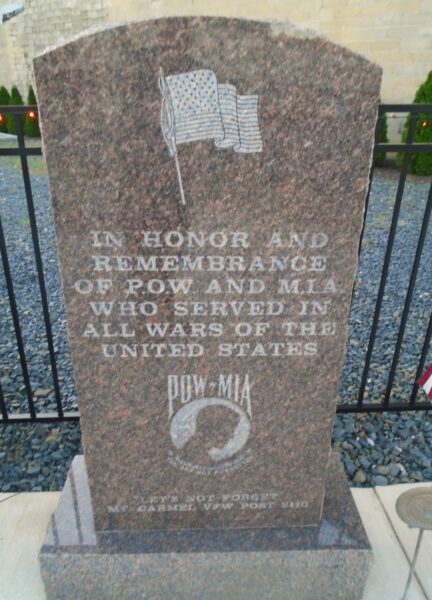 IN HONOR AND
REMEMBRANCE
OF POW AND M.I.A
WHO SERVED IN
ALL WARS OF THE
UNITED STATES
POW★MIA
"LET'S NOT FORGET"
MT. CARMEL VFW POST 2110